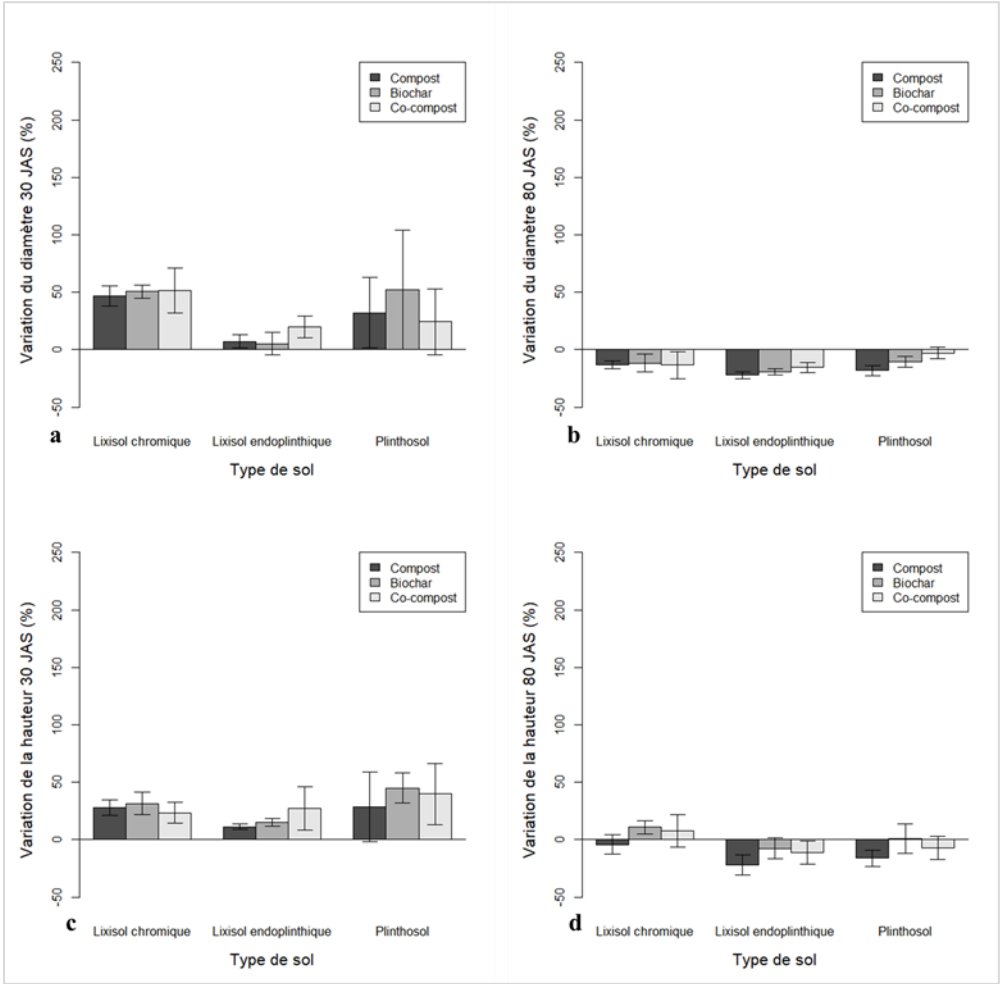 Variation du diamètre 30 JAS (%)
250
200
150
100
50
0
-50
Compost
Biochar
Co-compost
a
Lixisol chromique Lixisol endoplinthique Plinthosol
Type de sol
Variation du diamètre 80 JAS (%)
250
200
150
100
50
0
-50
Compost
Biochar
Co-compost
b
Lixisol chromique Lixisol endoplinthique Plinthosol
Type de sol
Variation de la hauteur 30 JAS (%)
250
200
150
100
50
0
-50
Compost
Biochar
Co-compost
c
Lixisol chromique Lixisol endoplinthique Plinthosol
Type de sol
Variation de la hauteur 80 JAS (%)
250
200
150
100
50
0
-50
Compost
Biochar
Co-compost
d
Lixisol chromique Lixisol endoplinthique Plinthosol
Type de sol